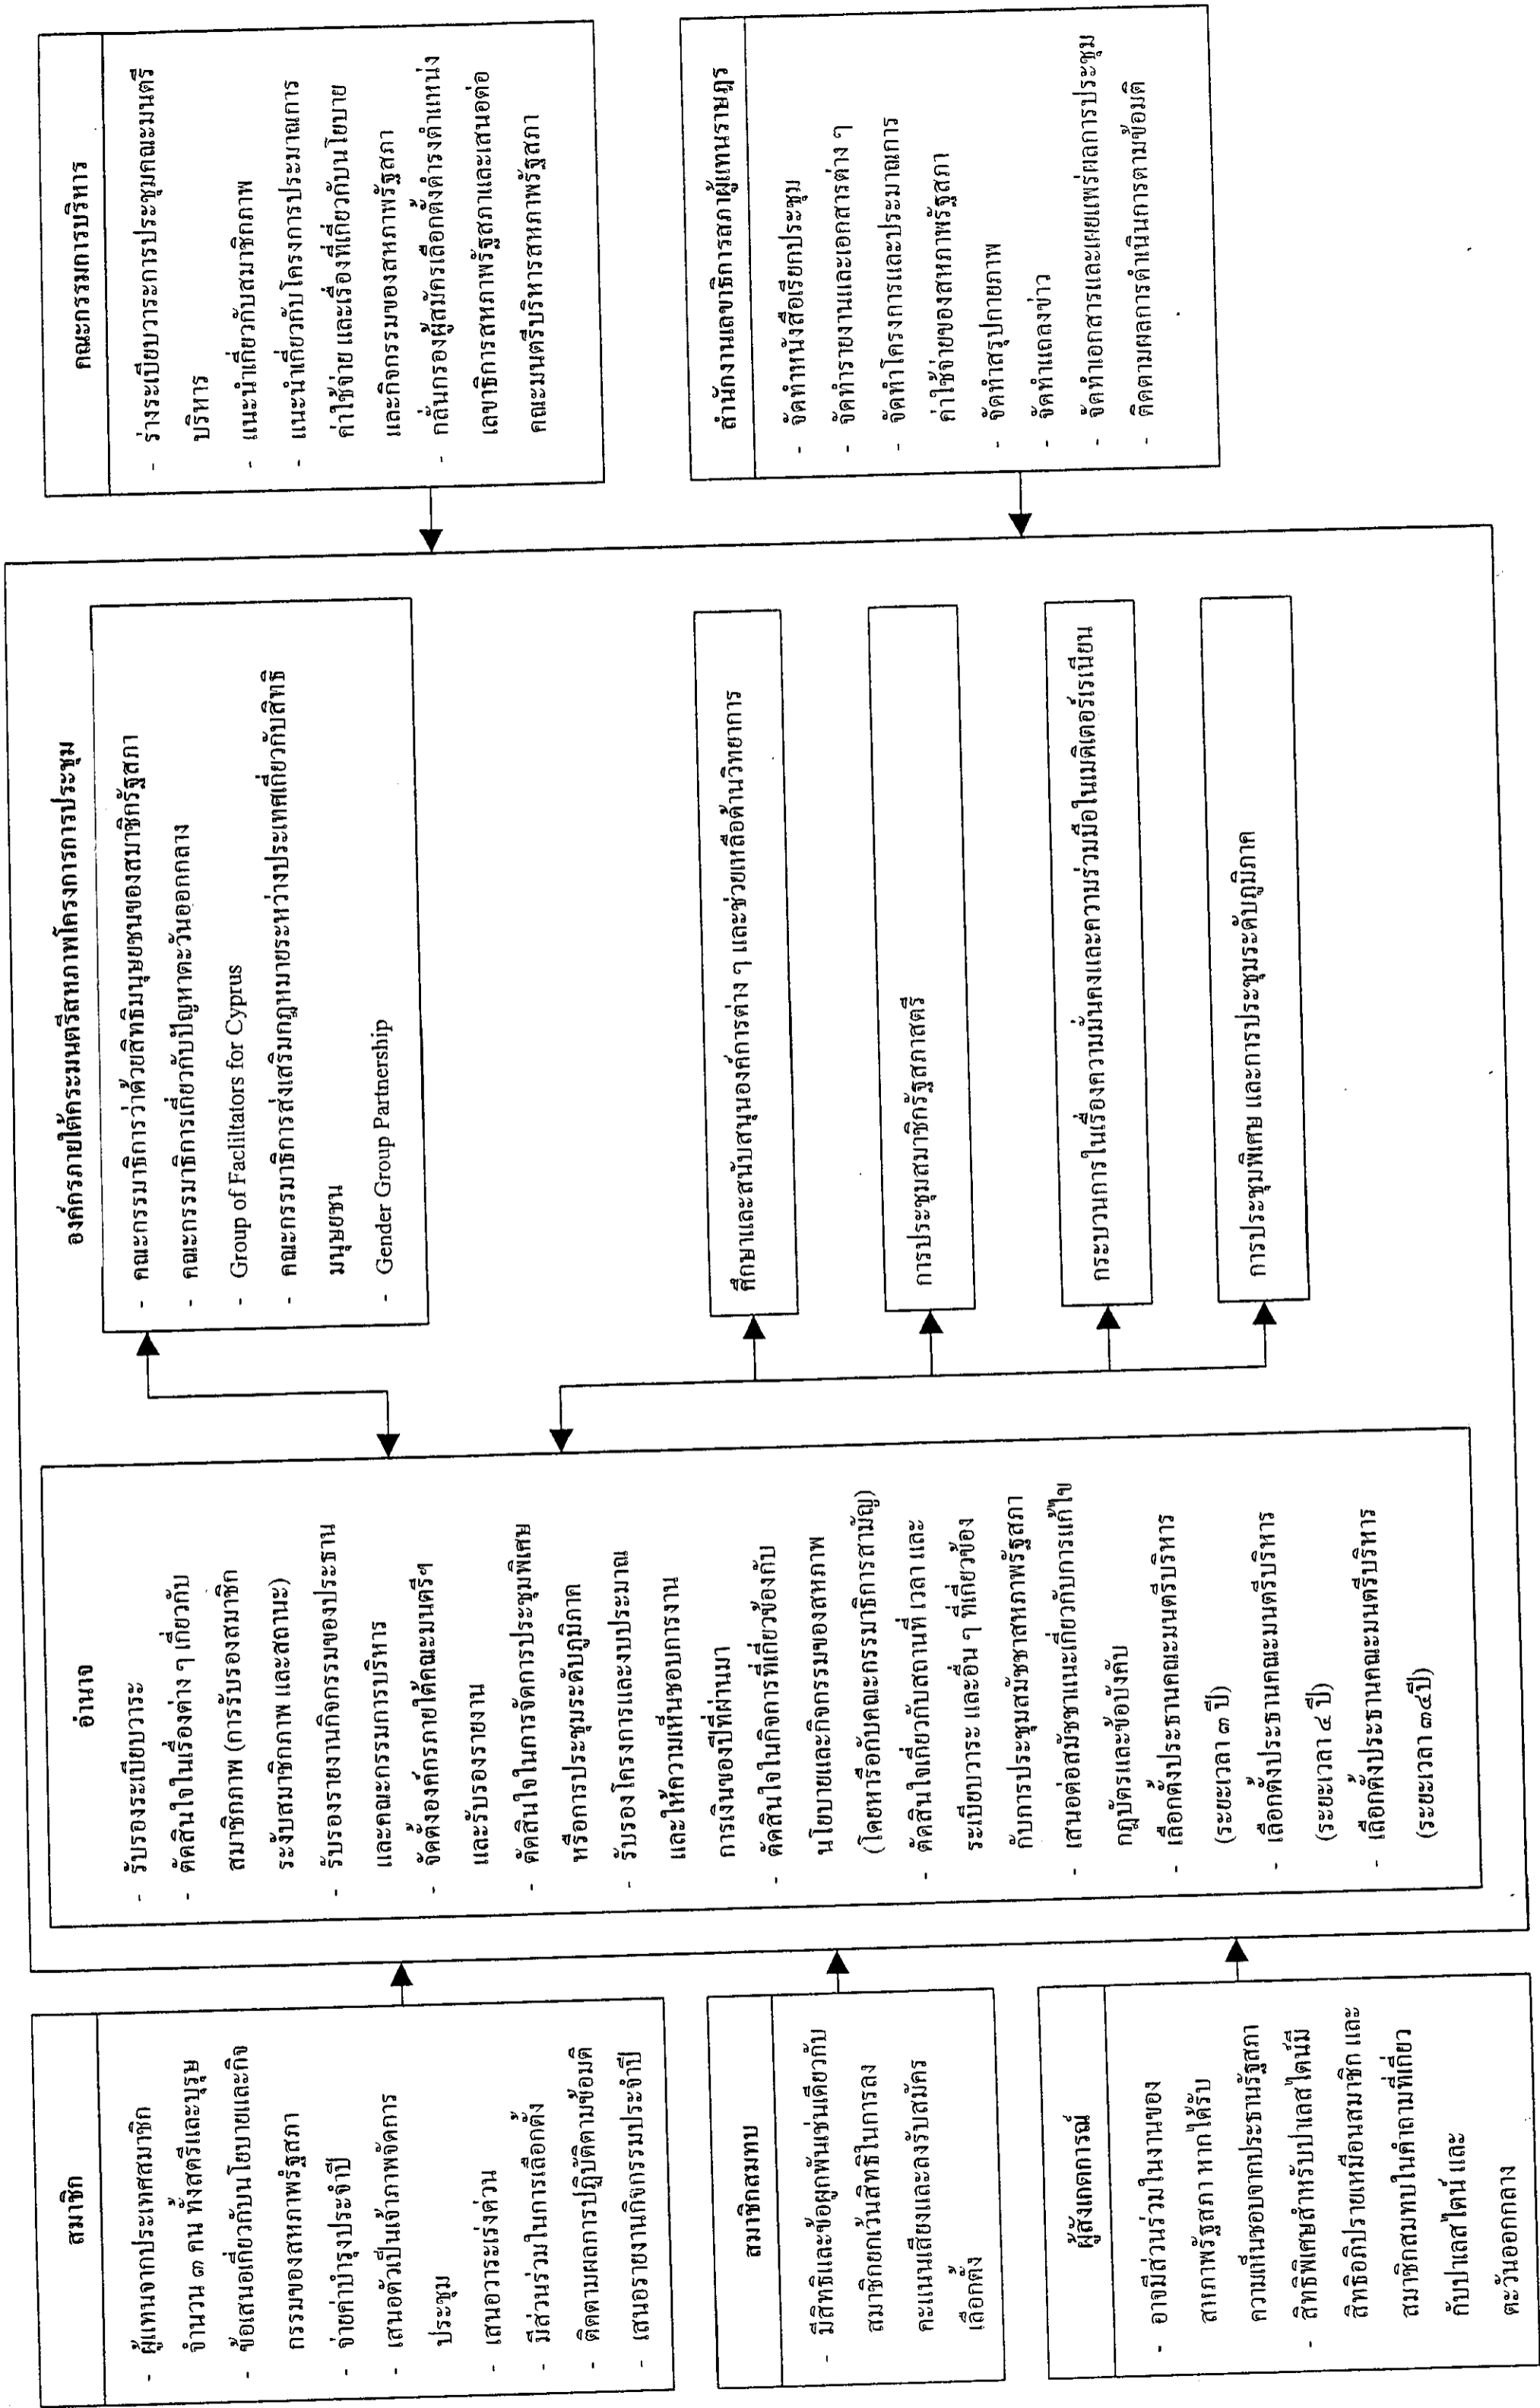 สมาชิก
- ผู้แทนจากประเทศสมาชิก
จำนวน ๓ คน ทั้งสตรีและบุรุษ
- ข้อเสนอเกี่ยวกับนโยบายและกิจ
กรรมของสหภาพรัฐสภา
- จ่ายค่าบำรุงประจำปี
- เสนอตัวเป็นเจ้าภาพจัดการ
ประชุม
- เสนอวาระเร่งด่วน
- มีส่วนร่วมในการเลือกตั้ง
- ติดตามผลการปฏิบัติตามข้อมติ
- เสนอรายงานกิจกรรมประจำปี
สมาชิกสมทบ
- มีสิทธิและข้อผูกพันเช่นเดียวกับ
สมาชิกยกเว้นสิทธิในการลง
คะแนนเสียงและลงรับสมัคร
เลือกตั้ง
ผู้สังเกตการณ์
- อาจมีส่วนร่วมในงานของ
สหภาพรัฐสภา หากได้รับ
ความเห็นชอบจากประธานรัฐสภา
- สิทธิพิเศษสำหรับปาเลสไตน์มี
สิทธิอภิปรายเหมือนสมาชิก และ
สมาชิกสมทบในคำถามที่เกี่ยว
กับปาเลสไตน์ และ
ตะวันออกกลาง
องค์กรภายใต้คระมนตรีสหภาพโครงการการประชุม
อำนาจ
- รับรองระเบียบวาระ
- ตัดสินใจในเรื่องต่าง ๆ เกี่ยวกับ
สมาชิกภาพ (การรับรองสมาชิก
ระงับสมาชิกภาพ และสถานะ)
- รับรองรายงานกิจกรรมของประธาน
และคณะกรรมการบริหาร
- จัดตั้งองค์กรภายใต้คณะมนตรีฯ
และรับรองรายงาน
- ตัดสินใจในการจัดการประชุมพิเศษ
หรือการประชุมระดับภูมิภาค
- รับรองโครงการและงบประมาณ
และให้ความเห็นชอบการงาน
การเงินของปีที่ผ่านมา
- ตัดสินใจในกิจการที่เกี่ยวข้องกับ
นโยบายและกิจกรรมของสหภาพ
(โดยหารือกับคณะกรรมาธิการสามัญ)
- ตัดสินใจเกี่ยวกับสถานที่ เวลา และ
ระเบียบวาระ และอื่น ๆ ที่เกี่ยวข้อง
กับการประชุมสมัชชาสหภาพรัฐสภา
- เสนอต่อสมัชชาแนะเกี่ยวกับการแก้ไข
กฎบัตรและข้อบังคับ
- เลือกตั้งประธานคณะมนตรีบริหาร
(ระยะเวลา ๓ ปี)
- เลือกตั้งประธานคณะมนตรีบริหาร
(ระยะเวลา ๔ ปี)
- เลือกตั้งประธานคณะมนตรีบริหาร
(ระยะเวลา ๓๔ปี)
- คณะกรรมาธิการว่าด้วยสิทธิมนุษยชนของสมาชิกรัฐสภา
- คณะกรรมาธิการเกี่ยวกับปัญหาตะวันออกกลาง
- Group of Facliltators for Cyprus
- คณะกรรมาธิการส่งเสริมกฎหมายระหว่างประเทศเกี่ยวกับสิทธิ
มนุษยชน
- Gender Group Partnership
ศึกษาและสนับสนุนองค์การต่าง ๆ และช่วยเหลือด้านวิทยาการ
การประชุมสมาชิกรัฐสภาสตรี
กระบวนการในเรื่องความมั่นคงและความร่วมมือในเมดิเตอร์เรเนียน
การประชุมพิเศษ และการประชุมระดับภูมิภาค
คณะกรรมการบริหาร
- ร่างระเบียบวาระการประชุมคณะมนตรี
บริหาร
- แนะนำเกี่ยวกับสมาชิกภาพ
- แนะนำเกี่ยวกับโครงการประมาณการ
ค่าใช้จ่าย และเรื่องที่เกี่ยวกับนโยบาย
และกิจกรรมของสหภาพรัฐสภา
- กลั่นกรองผู้สมัครเลือกตั้งดำรงตำแหน่ง
เลขาธิการสหภาพรัฐสภาและเสนอต่อ
คณะมนตรีบริหารสหภาพรัฐสภา
สำนักงานเลขาธิการสภาผู้แทนราษฎร
- จัดทำหนังสือเรียกประชุม
- จัดทำรายงานและเอกสารต่าง ๆ
- จัดทำโครงการและประมาณการ
ค่าใช้จ่ายของสหภาพรัฐสภา
- จัดทำสรุปกายภาพ
- จัดทำแถลงข่าว
- จัดทำเอกสารและเผยแพร่ผลการประชุม
- ติดตามผลการดำเนินการตามข้อมติ